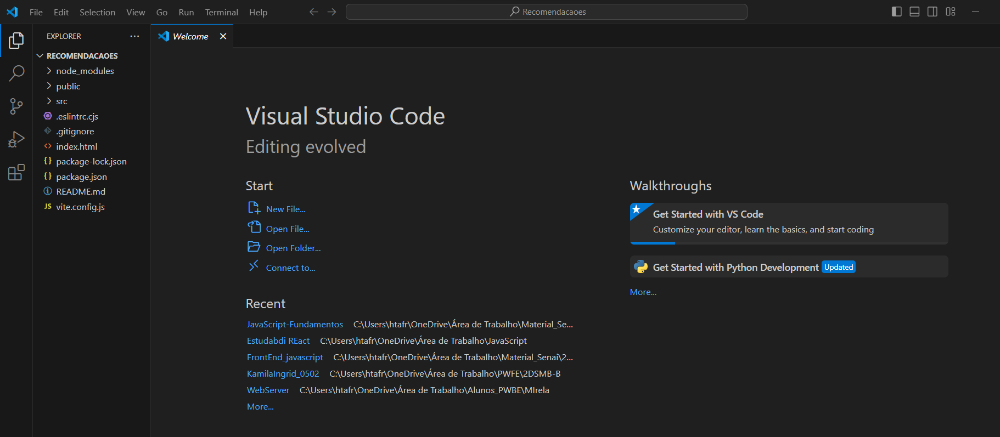 File Edit Selection View Go Run Terminal Help Recomendacaoes
EXPLORER
RECOMENDACAOES
node_modules
public
src
.eslintrc.cjs
.gitignore
index.html
package-lock.json
package.json
README.md
JS vite.config.js
Welcome
Visual Studio Code
Editing evolved
Start
New File...
Open File...
Open Folder...
Connect to...
Recent
JavaScript-Fundamentos C:\Users\htafr\OneDrive\Área de Trabalho\Material_Se...
Estudabdi REact C:\Users\htafr\OneDrive\Área de Trabalho\JavaScript
FrontEnd_javascript C:\Users\htafr\OneDrive\Área de Trabalho\Material_Senai\2...
KamilaIngrid_0502 C:\Users\htafr\OneDrive\Área de Trabalho\PWFE\2DSMB-B
WebServer C:\Users\htafr\OneDrive\Área de Trabalho\Alunos_PWBE\MIrela
More...
Walkthroughs
Get Started with VS Code
Customize your editor, learn the basics, and start coding
Get Started with Python Development Updated
More...